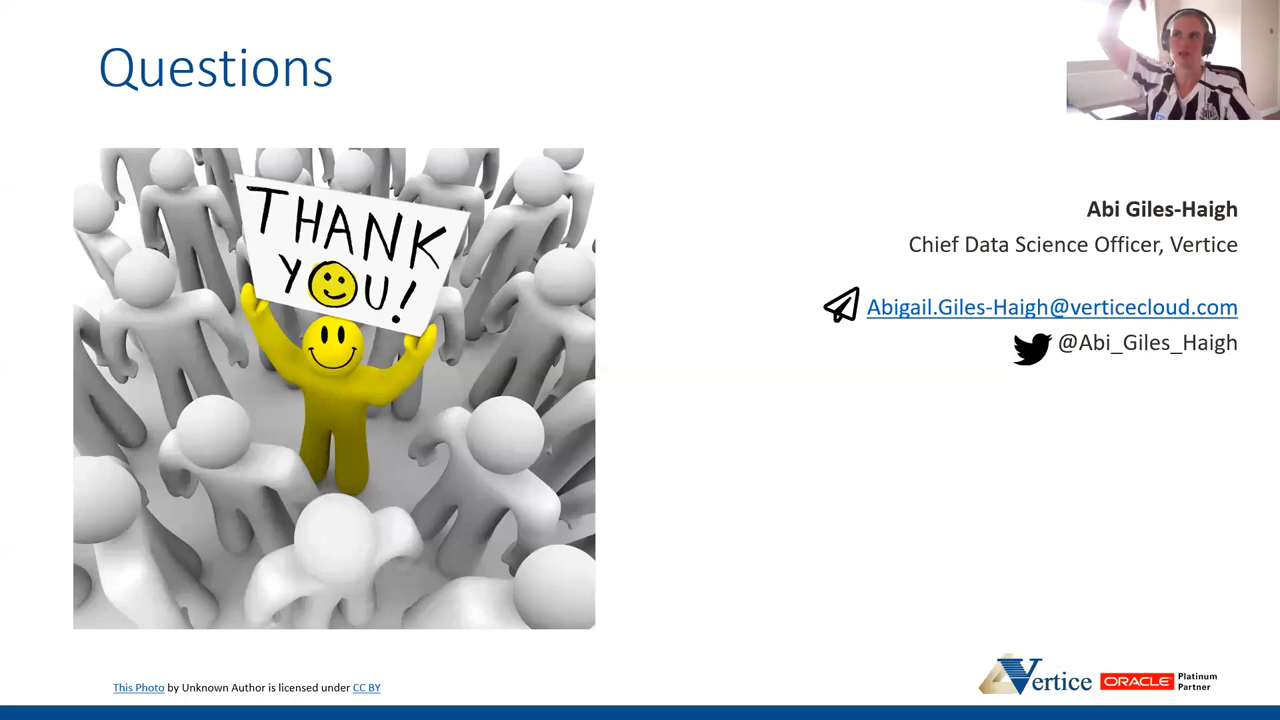 Questions
THANK
YOU!
Abi Giles-Haigh
Chief Data Science Officer, Vertice
Abigail.Giles-Haigh@verticecloud.com
@Abi_Giles_Haigh
This Photo by Unknown Author is licensed under CC BY
Vertice
ORACLE
Platinum
Partner